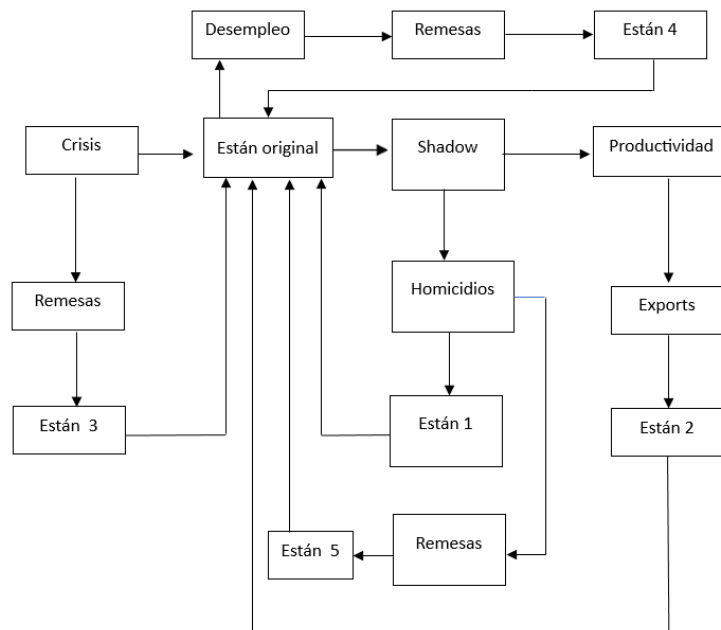 Desempleo
Remesas
Están 4
Crisis
Están original
Shadow
Productividad
Remesas
Homicidios
Exports
Están 3
Están 1
Están 2
Están 5
Remesas